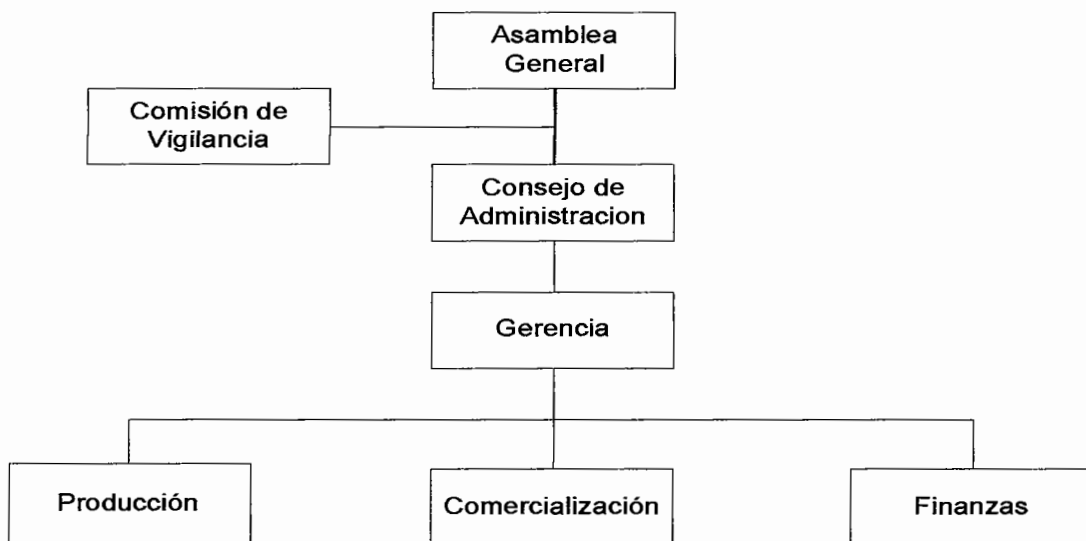 Asamblea
General
Comisión de
Vigilancia
Consejo de
Administracion
Gerencia
Producción
Comercialización
Finanzas